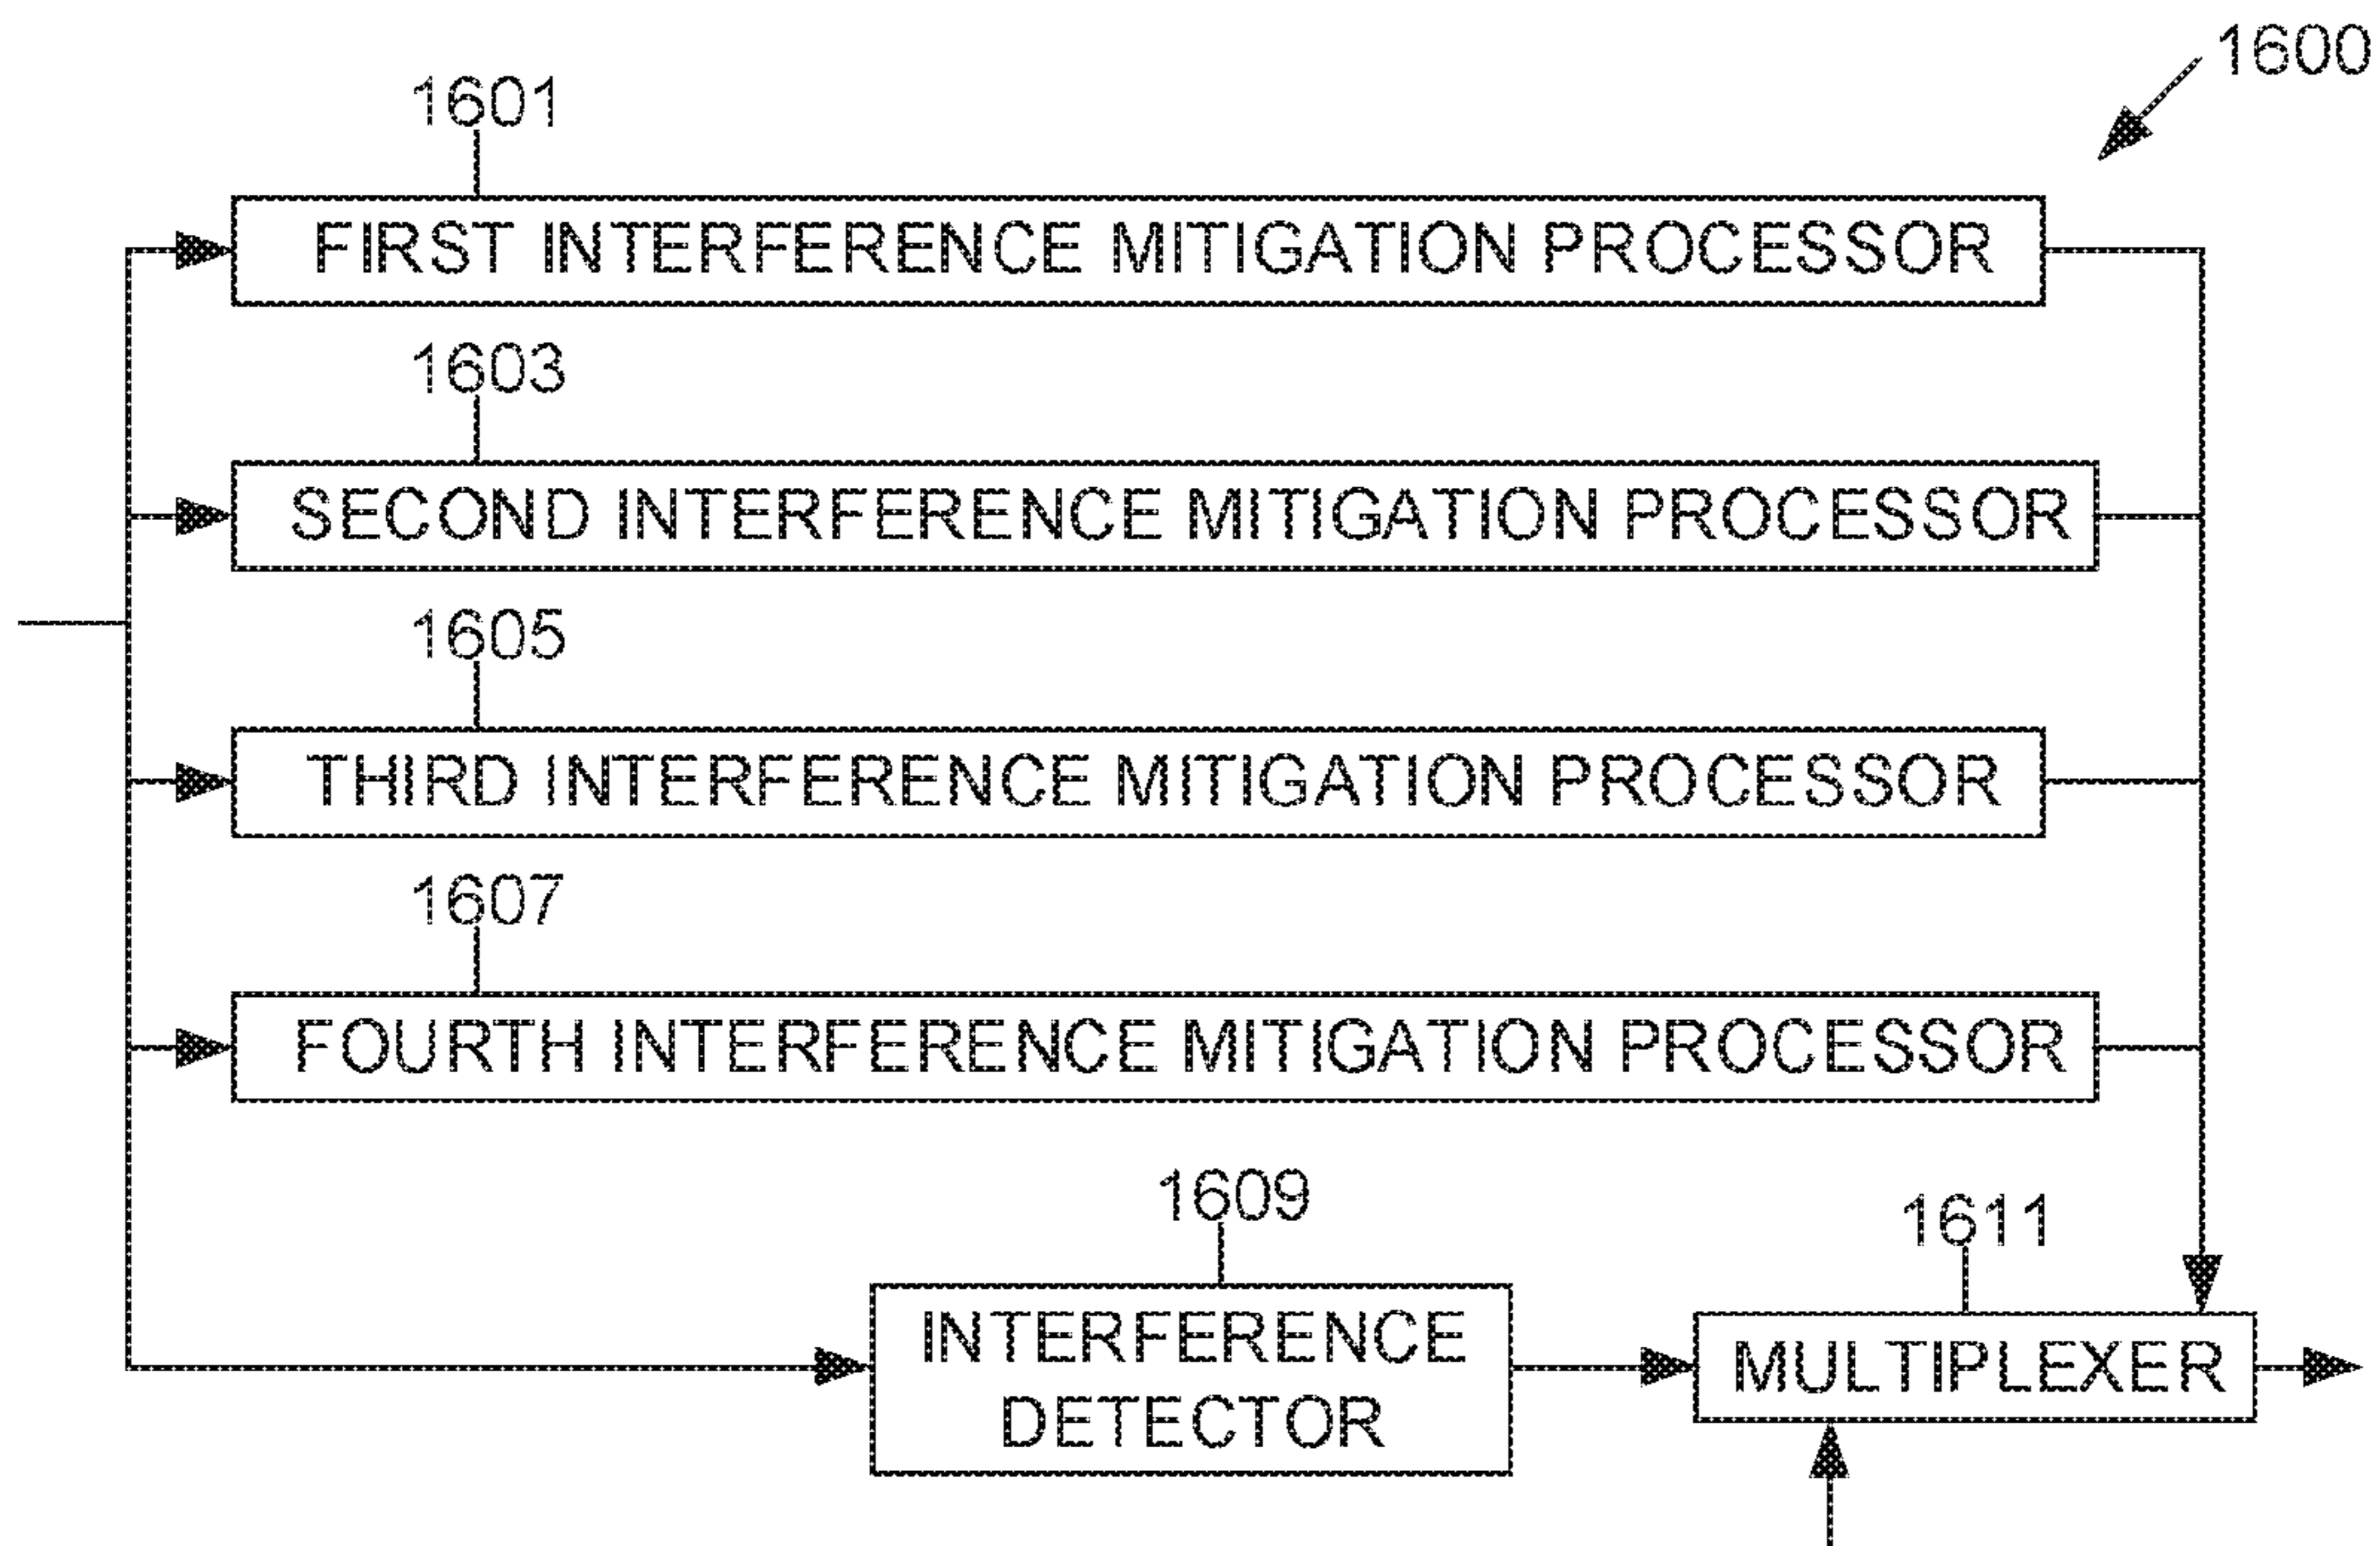 1600
1601
FIRST INTERFERENCE MITIGATION PROCESSOR
1603
SECOND INTERFERENCE MITIGATION PROCESSOR
1605
THIRD INTERFERENCE MITIGATION PROCESSOR
1607
FOURTH INTERFERENCE MITIGATION PROCESSOR
1609
INTERFERENCE
DETECTOR
1611
MULTIPLEXER